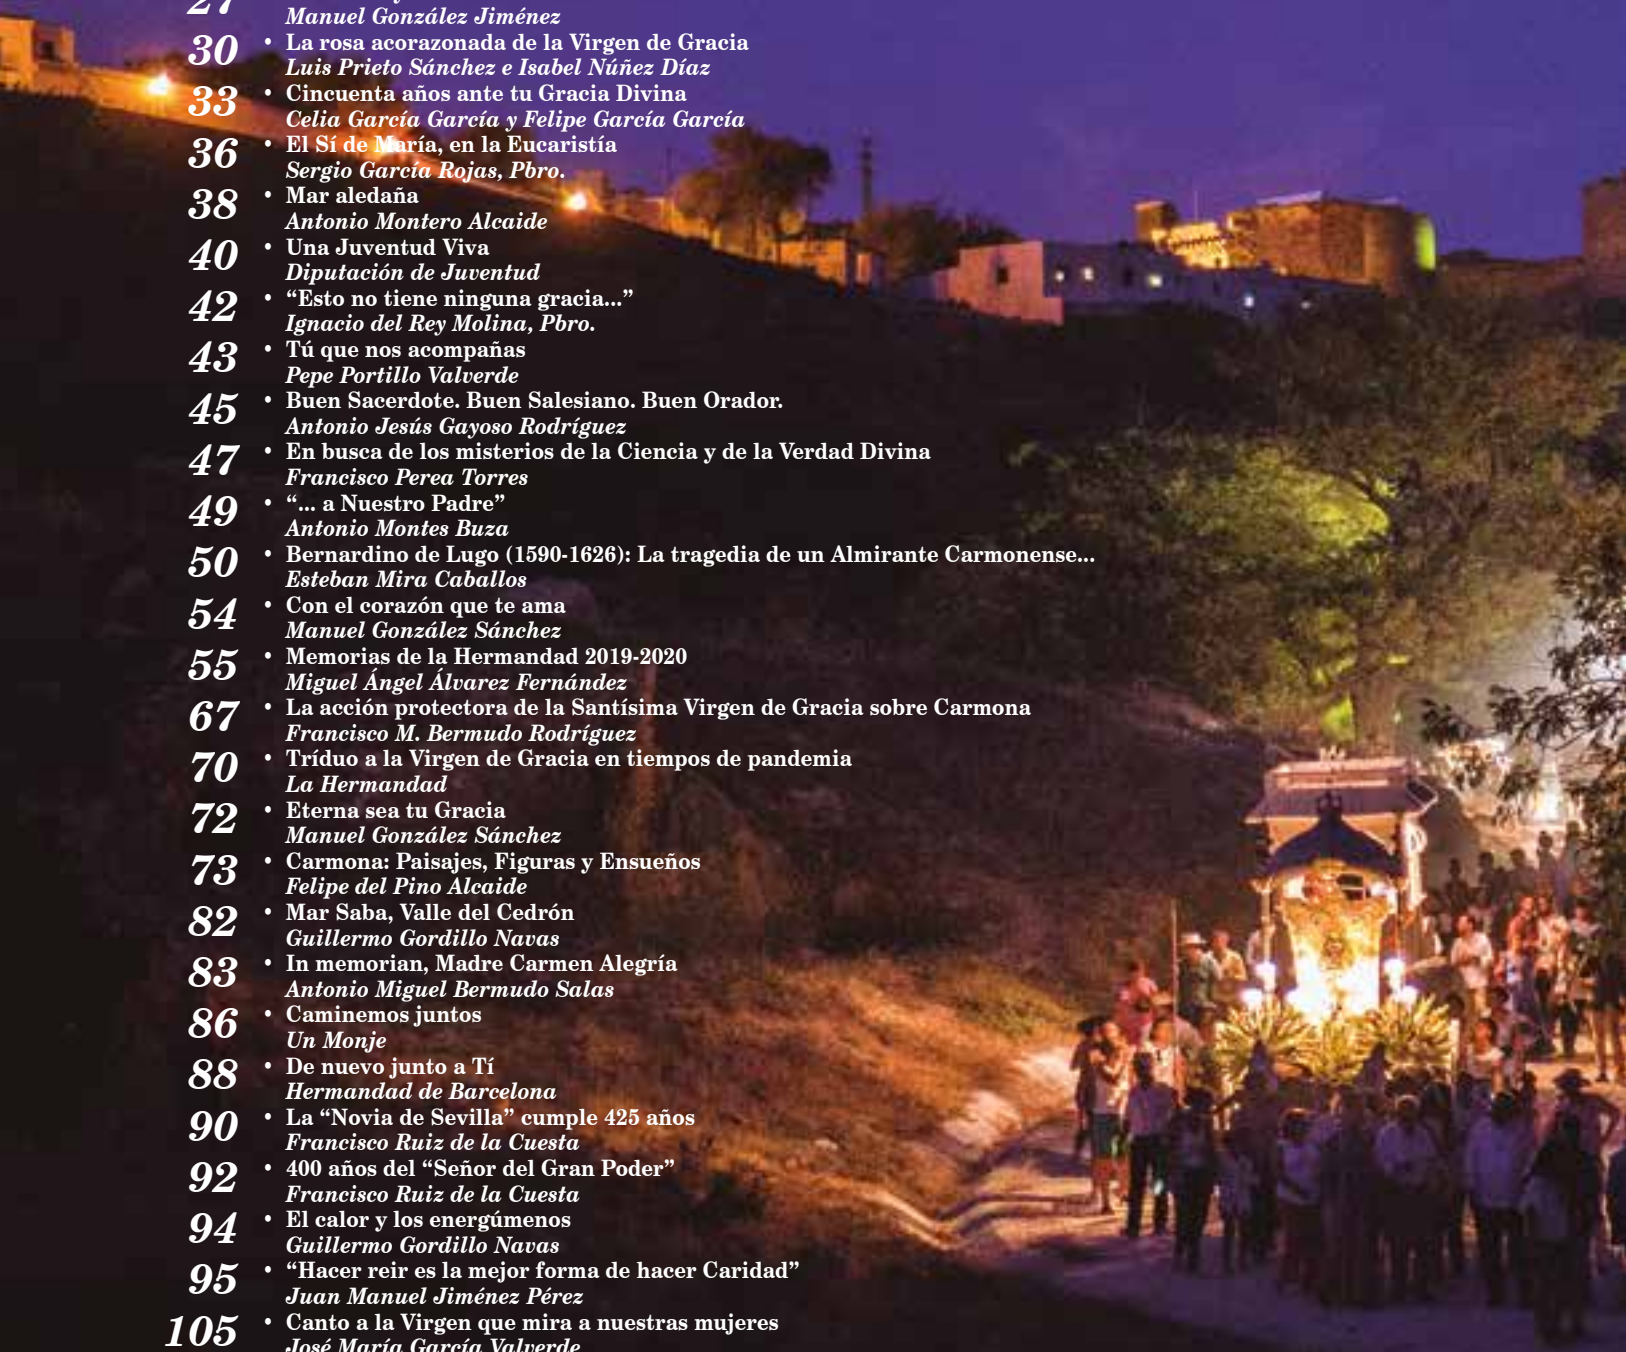 27
Manuel González Jiménez
30 • La rosa acorazonada de la Virgen de Gracia
Luis Prieto Sánchez e Isabel Núñez Díaz
33 • Cincuenta años ante tu Gracia Divina
Celia García García y Felipe García García
36 • El Sí de María, en la Eucaristía
Sergio García Rojas, Pbro.
38 • Mar aledaña
Antonio Montero Alcaide
40 • Una Juventud Viva
Diputación de Juventud
42 • “Esto no tiene ninguna gracia...”
Ignacio del Rey Molina, Pbro.
43 • Tú que nos acompañas
Pepe Portillo Valverde
45 • Buen Sacerdote. Buen Salesiano. Buen Orador.
Antonio Jesús Gayoso Rodríguez
47 • En busca de los misterios de la Ciencia y de la Verdad Divina
Francisco Perea Torres
49 • “... a Nuestro Padre”
Antonio Montes Buza
50 • Bernardino de Lugo (1590-1626): La tragedia de un Almirante Carmonense...
Esteban Mira Caballos
54 • Con el corazón que te ama
Manuel González Sánchez
55 • Memorias de la Hermandad 2019-2020
Miguel Ángel Álvarez Fernández
67 • La acción protectora de la Santísima Virgen de Gracia sobre Carmona
Francisco M. Bermudo Rodríguez
70 • Tríduo a la Virgen de Gracia en tiempos de pandemia
La Hermandad
72 • Eterna sea tu Gracia
Manuel González Sánchez
73 • Carmona: Paisajes, Figuras y Ensueños
Felipe del Pino Alcaide
82 • Mar Saba, Valle del Cedrón
Guillermo Gordillo Navas
83 • In memorian, Madre Carmen Alegría
Antonio Miguel Bermudo Salas
86 • Caminemos juntos
Un Monje
88 • De nuevo junto a Tí
Hermandad de Barcelona
90 • La “Novia de Sevilla” cumple 425 años
Francisco Ruiz de la Cuesta
92 • 400 años del “Señor del Gran Poder”
Francisco Ruiz de la Cuesta
94 • El calor y los energúmenos
Guillermo Gordillo Navas
95 • “Hacer reir es la mejor forma de hacer Caridad”
Juan Manuel Jiménez Pérez
105 • Canto a la Virgen que mira a nuestras mujeres
José María García Valverde